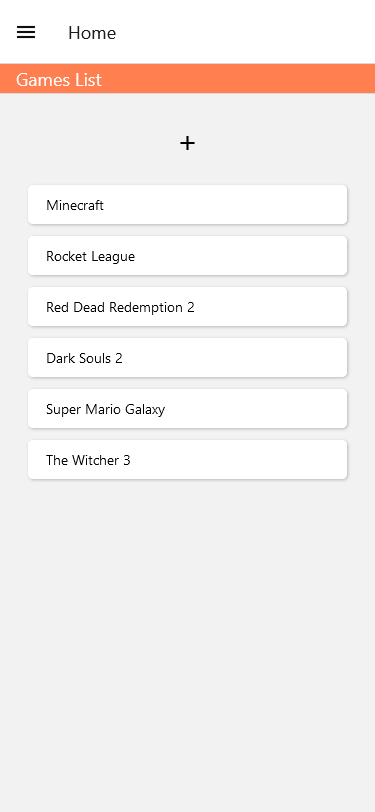 Home
Games List
+
Minecraft
Rocket League
Red Dead Redemption 2
Dark Souls 2
Super Mario Galaxy
The Witcher 3